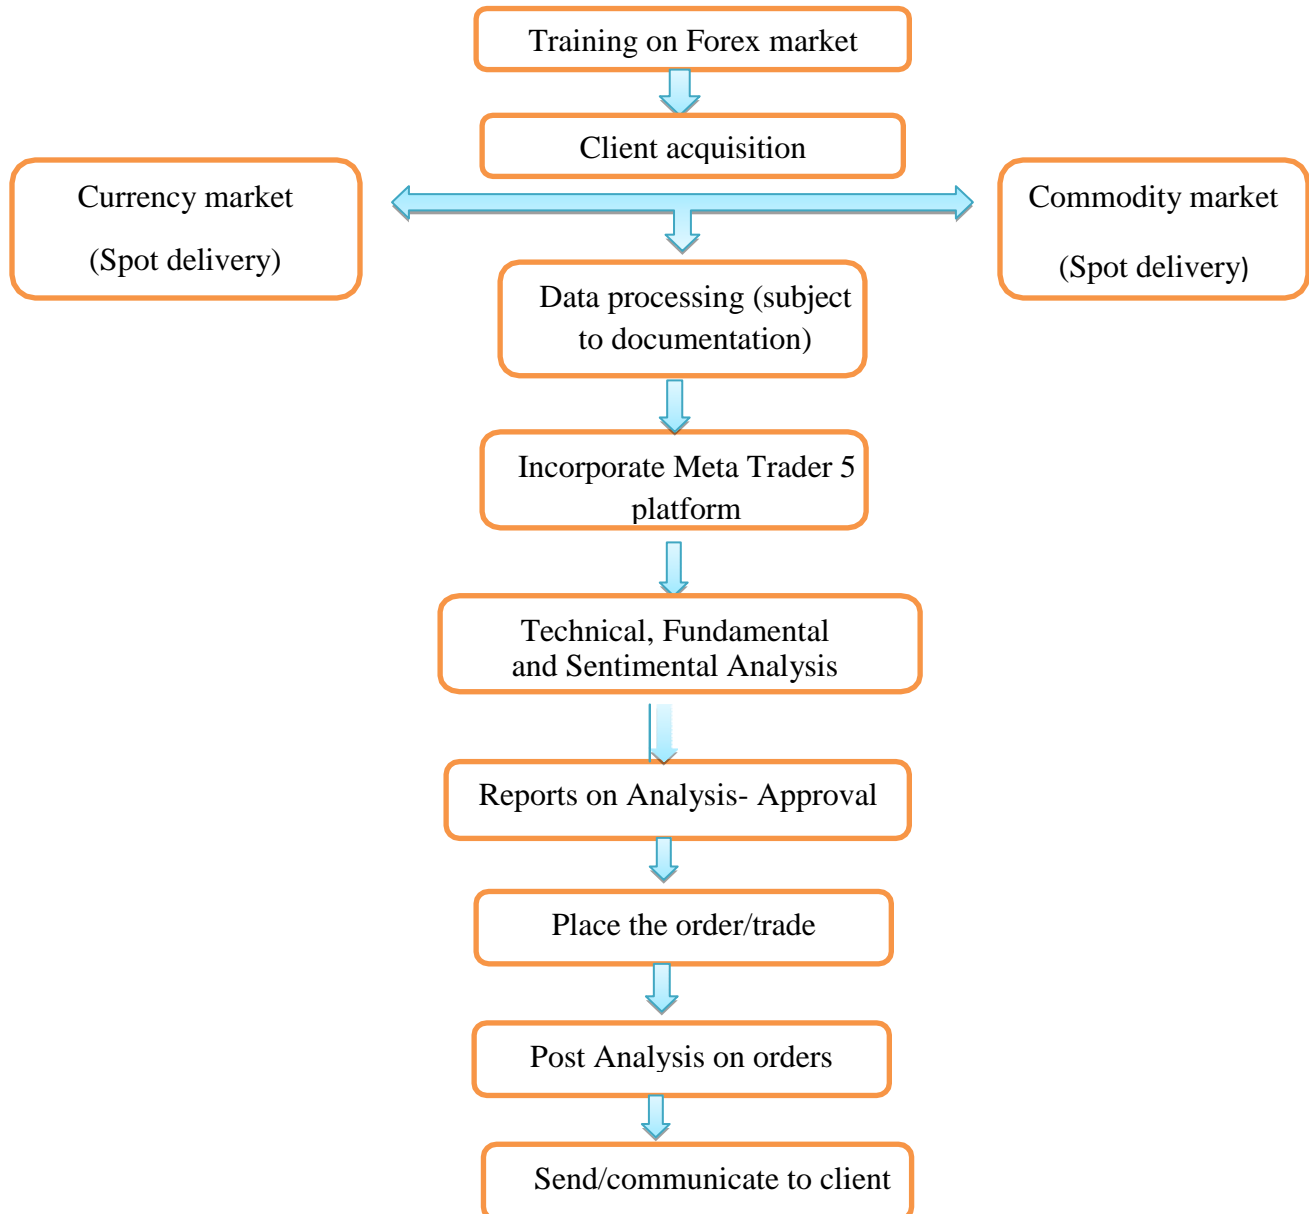 Training on Forex market
Client acquisition
Currency market
(Spot delivery)
Commodity market
(Spot delivery)
Data processing (subject
to documentation)
Incorporate Meta Trader 5
platform
Technical, Fundamental
and Sentimental Analysis
Reports on Analysis- Approval
Place the order/trade
Post Analysis on orders
Send/communicate to client